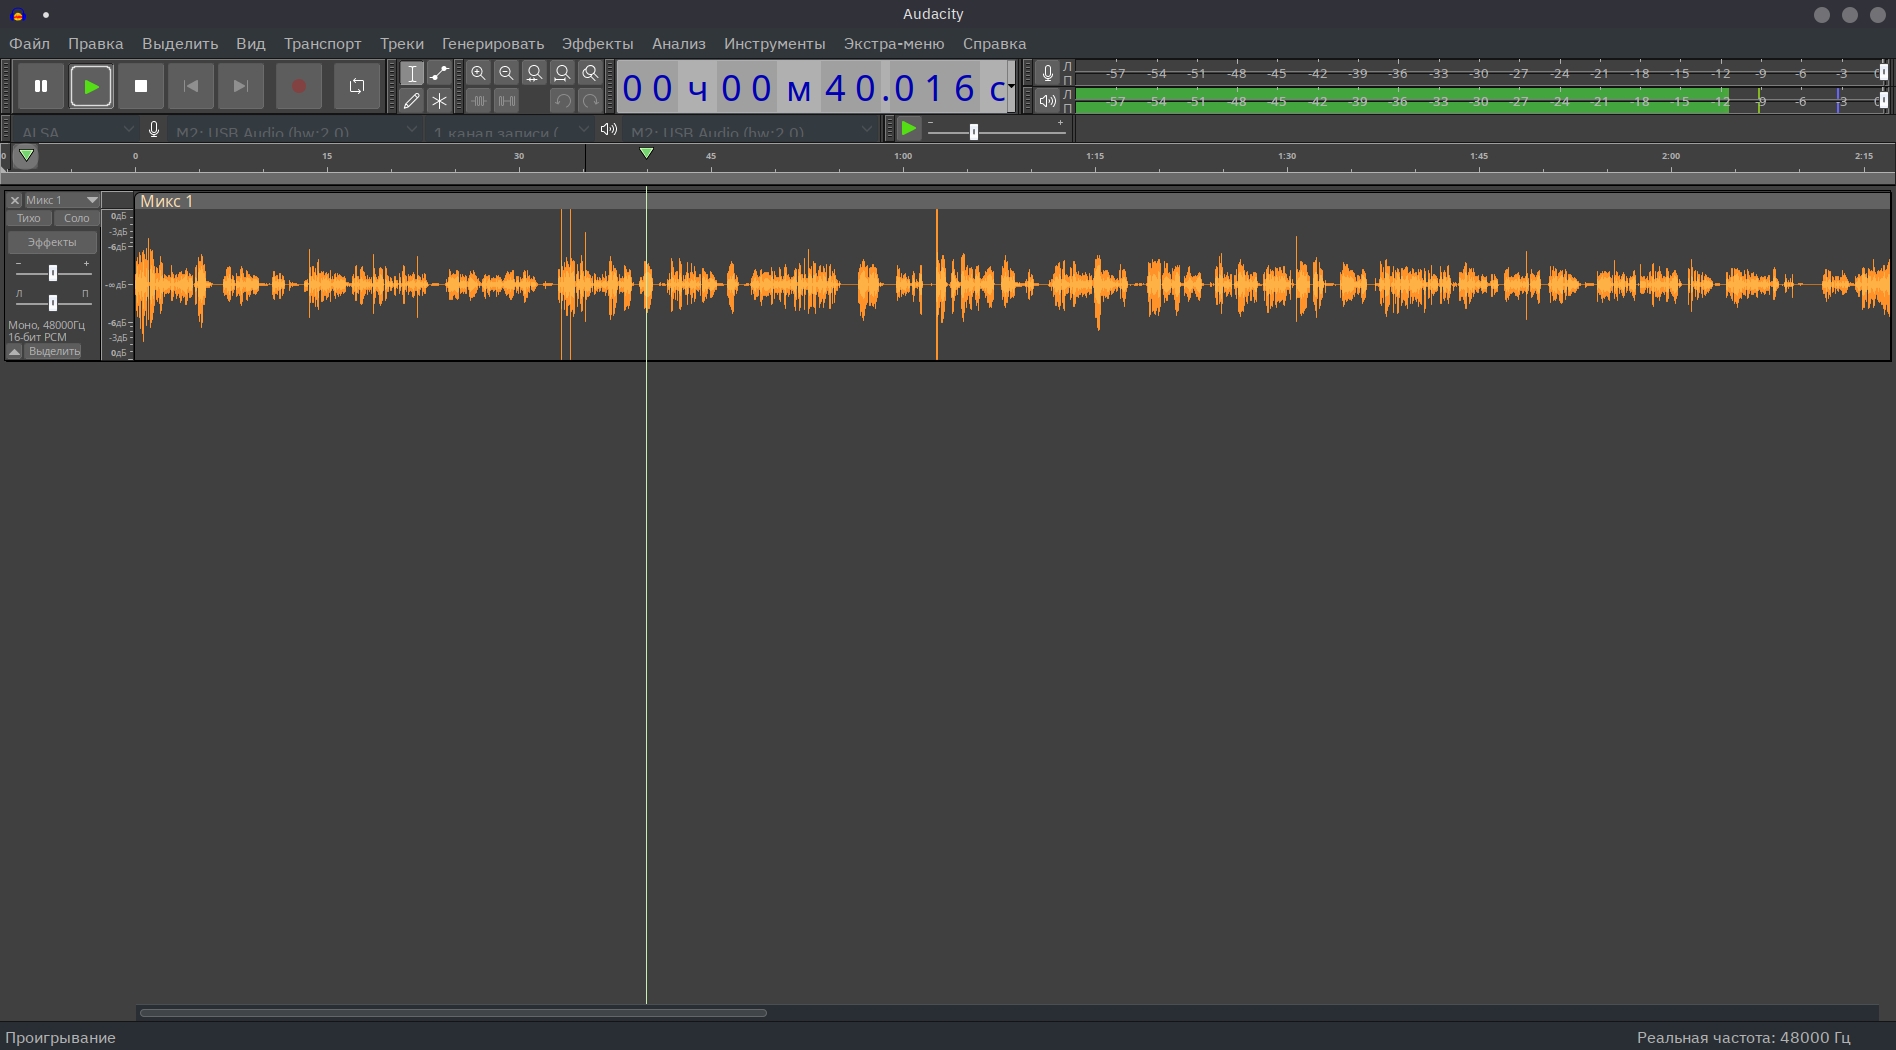 Audacity
Файл Правка Выделить Вид Транспорт Треки Генерировать Эффекты Анализ Инструменты Экстра-меню Справка
00 ч 00 м 40.016 с
Л П -57 -54 -51 -48 -45 -42 -39 -36 -33 -30 -27 -24 -21 -18 -15 -12 -9 -6 -3 0
Л П -57 -54 -51 -48 -45 -42 -39 -36 -33 -30 -27 -24 -21 -18 -15 -12 -9 -6 -3 0
ALSA M2: USB Audio (hw:2,0) 1 канал записи ( M2: USB Audio (hw:2,0) - +
0 0 15 30 45 1:00 1:15 1:30 1:45 2:00 2:15
Микс 1 Микс 1
Тихо Соло
Эффекты
- +
Л П
Моно, 48000Гц
16-бит PCM
Выделить
0дБ
-3дБ
-6дБ
-∞дБ
-6дБ
-3дБ
0дБ
Проигрывание Реальная частота: 48000 Гц